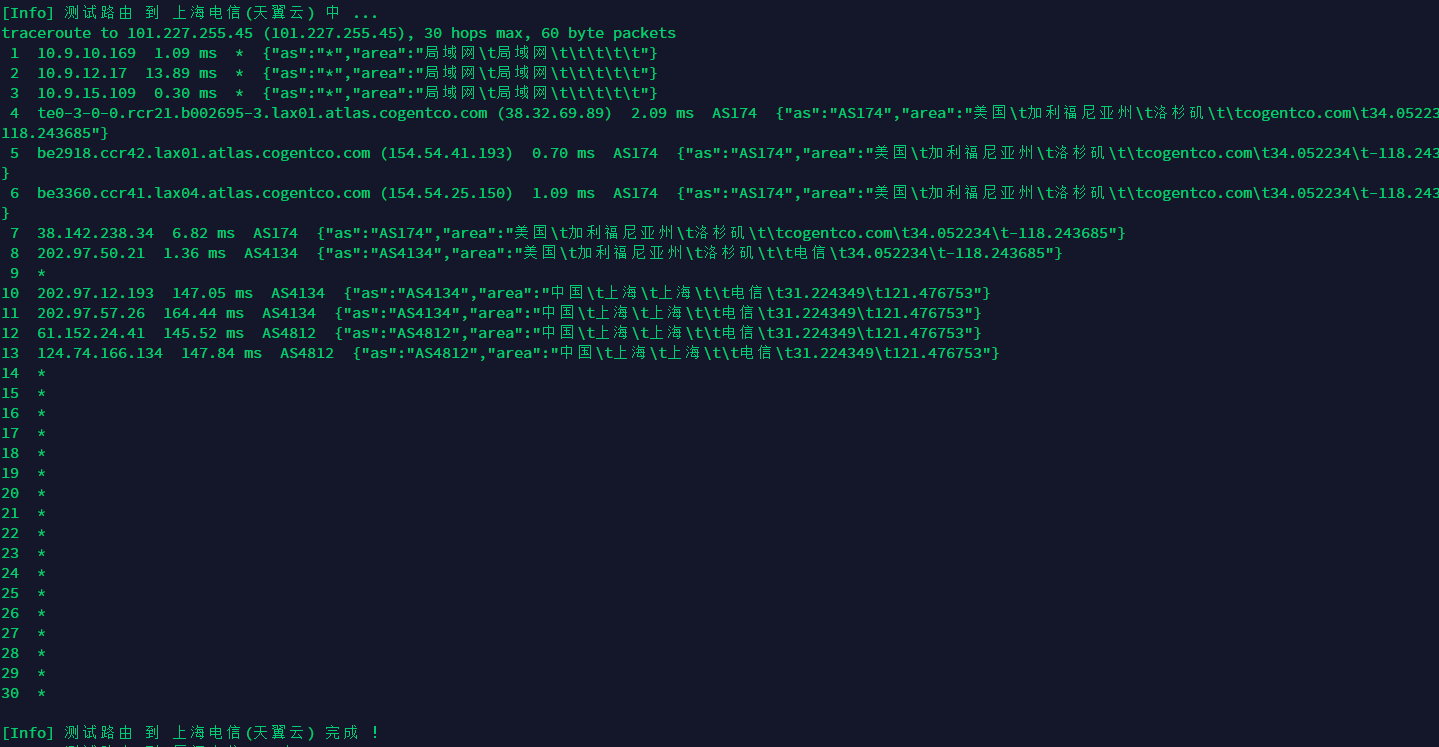 [Info] 测试路由 到 上海电信(天翼云) 中 ...
traceroute to 101.227.255.45 (101.227.255.45), 30 hops max, 60 byte packets
1 10.9.10.169 1.09 ms * {"as":"*","area":"局域网\t局域网\t\t\t\t\t"}
2 10.9.12.17 13.89 ms * {"as":"*","area":"局域网\t局域网\t\t\t\t\t"}
3 10.9.15.109 0.30 ms * {"as":"*","area":"局域网\t局域网\t\t\t\t\t"}
4 te0-3-0-0.rcr21.b002695-3.lax01.atlas.cogentco.com (38.32.69.89) 2.09 ms AS174 {"as":"AS174","area":"美国\t加利福尼亚州\t洛杉矶\t\tcogentco.com\t34.05223
118.243685"}
5 be2918.ccr42.lax01.atlas.cogentco.com (154.54.41.193) 0.70 ms AS174 {"as":"AS174","area":"美国\t加利福尼亚州\t洛杉矶\t\tcogentco.com\t34.052234\t-118.243
}
6 be3360.ccr41.lax04.atlas.cogentco.com (154.54.25.150) 1.09 ms AS174 {"as":"AS174","area":"美国\t加利福尼亚州\t洛杉矶\t\tcogentco.com\t34.052234\t-118.243
}
7 38.142.238.34 6.82 ms AS174 {"as":"AS174","area":"美国\t加利福尼亚州\t洛杉矶\t\tcogentco.com\t34.052234\t-118.243685"}
8 202.97.50.21 1.36 ms AS4134 {"as":"AS4134","area":"美国\t加利福尼亚州\t洛杉矶\t\t电信\t34.052234\t-118.243685"}
9 *
10 202.97.12.193 147.05 ms AS4134 {"as":"AS4134","area":"中国\t上海\t上海\t\t电信\t31.224349\t121.476753"}
11 202.97.57.26 164.44 ms AS4134 {"as":"AS4134","area":"中国\t上海\t上海\t\t电信\t31.224349\t121.476753"}
12 61.152.24.41 145.52 ms AS4812 {"as":"AS4812","area":"中国\t上海\t上海\t\t电信\t31.224349\t121.476753"}
13 124.74.166.134 147.84 ms AS4812 {"as":"AS4812","area":"中国\t上海\t上海\t\t电信\t31.224349\t121.476753"}
14 *
15 *
16 *
17 *
18 *
19 *
20 *
21 *
22 *
23 *
24 *
25 *
26 *
27 *
28 *
29 *
30 *
[Info] 测试路由 到 上海电信(天翼云) 完成 !